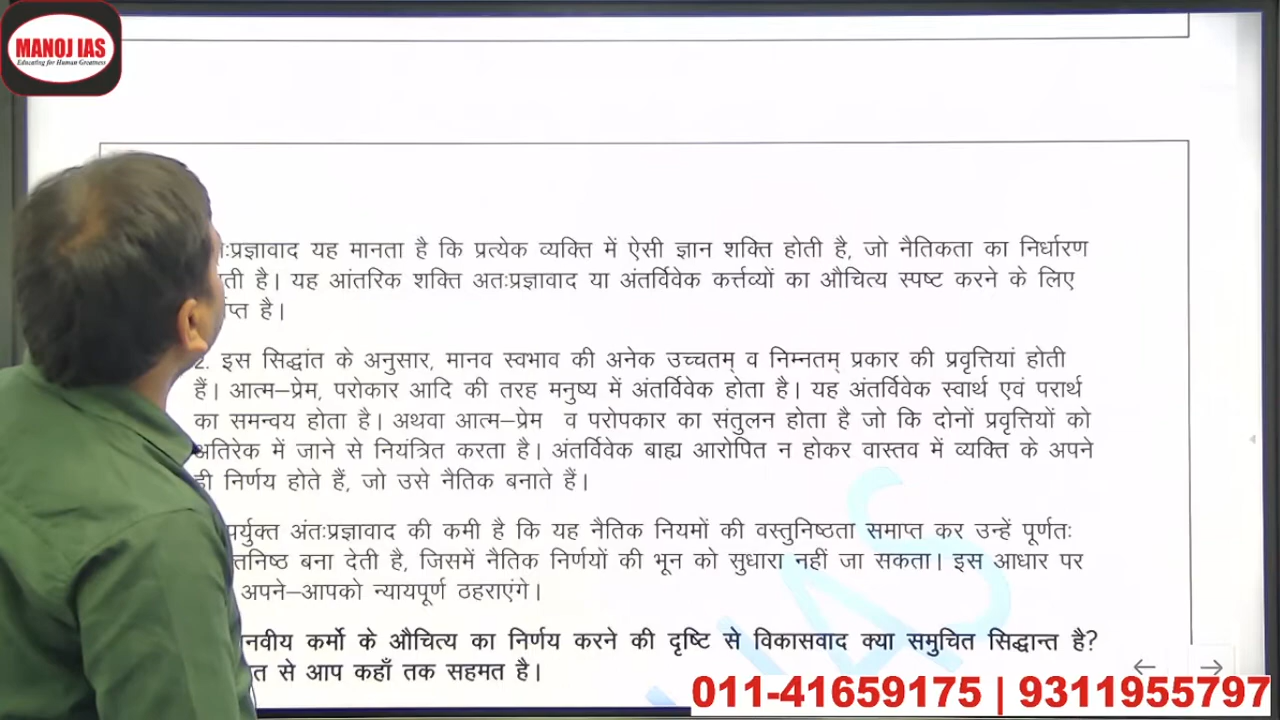 MANOJ IAS
Educating for Human Greatness
यह मानता है कि प्रत्येक व्यक्ति में ऐसी ज्ञान शक्ति होती है, जो नैतिकता का निर्धारण
है। यह आंतरिक शक्ति अतःप्रज्ञावाद या अंतर्विवेक कर्त्तव्यों का औचित्य स्पष्ट करने के लिए
है।
2. इस सिद्धांत के अनुसार, मानव स्वभाव की अनेक उच्चतम् व निम्नतम् प्रकार की प्रवृत्तियां होती
हैं। आत्म–प्रेम, परोकार आदि की तरह मनुष्य में अंतर्विवेक होता है। यह अंतर्विवेक स्वार्थ एवं परार्थ
का समन्वय होता है। अथवा आत्म–प्रेम व परोपकार का संतुलन होता है जो कि दोनों प्रवृत्तियों को
अतिरेक में जाने से नियंत्रित करता है। अंतर्विवेक बाह्य आरोपित न होकर वास्तव में व्यक्ति के अपने
ही निर्णय होते हैं, जो उसे नैतिक बनाते हैं।
अंतःप्रज्ञावाद की कमी है कि यह नैतिक नियमों की वस्तुनिष्ठता समाप्त कर उन्हें पूर्णतः
बना देती है, जिसमें नैतिक निर्णयों की भून को सुधारा नहीं जा सकता। इस आधार पर
अपने–आपको न्यायपूर्ण ठहराएंगे।
कर्मो के औचित्य का निर्णय करने की दृष्टि से विकासवाद क्या समुचित सिद्धान्त है?
से आप कहाँ तक सहमत है।
011-41659175 | 9311955797